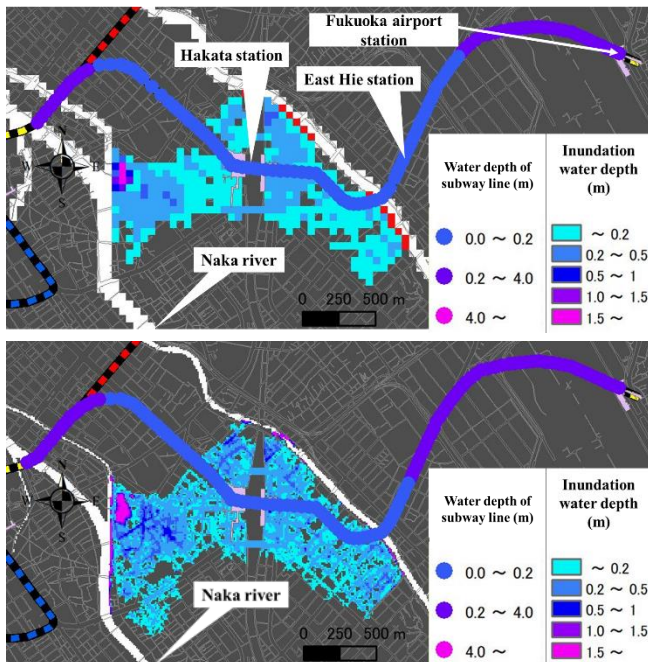 Fukuoka airport
station
Hakata station
East Hie station
N
W
E
S
Naka river
0 250 500 m
Water depth of
subway line (m)
0.0 ～ 0.2
0.2 ～ 4.0
4.0 ～
Inundation
water depth
(m)
～ 0.2
0.2 ～ 0.5
0.5 ～ 1
1.0 ～ 1.5
1.5 ～
N
W
E
S
Naka river
0 250 500 m
Water depth of
subway line (m)
0.0 ～ 0.2
0.2 ～ 4.0
4.0 ～
Inundation
water depth
(m)
～ 0.2
0.2 ～ 0.5
0.5 ～ 1
1.0 ～ 1.5
1.5 ～